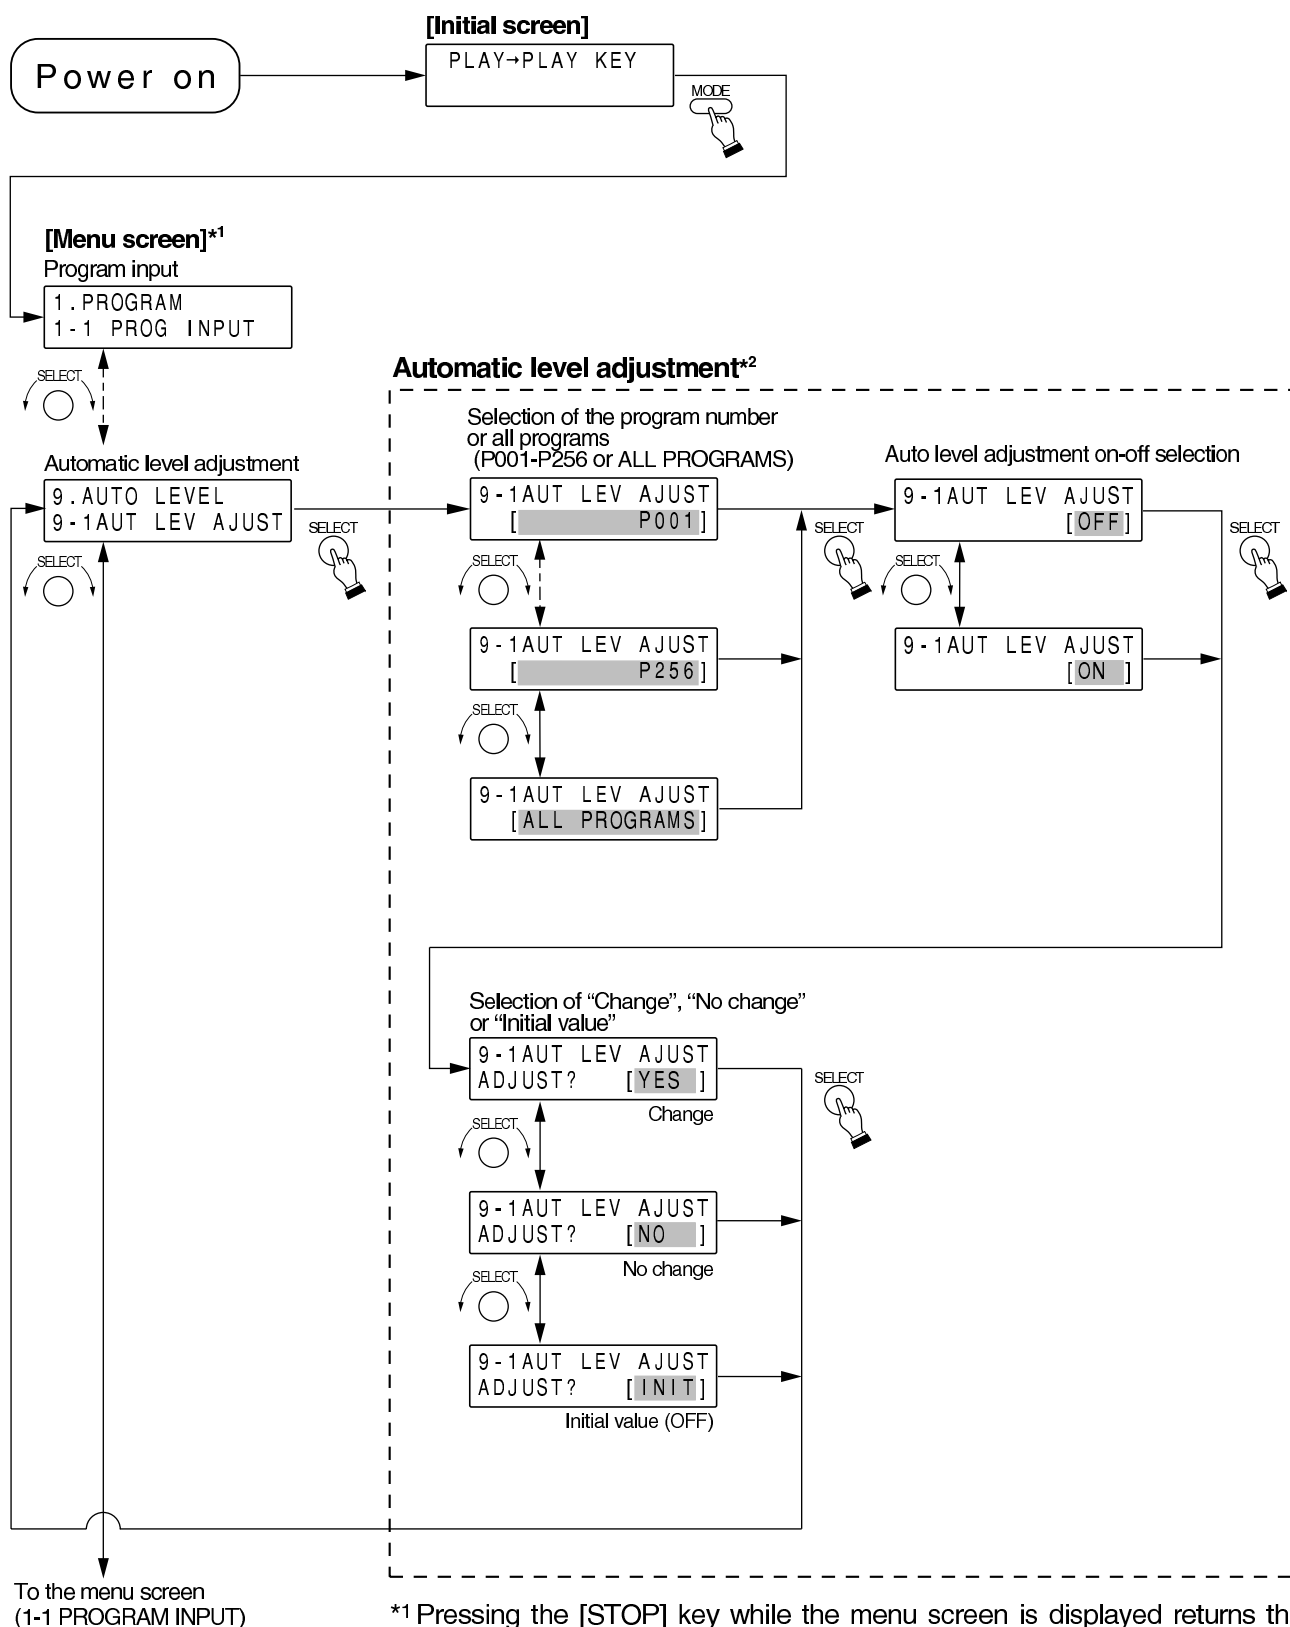 [Initial screen]
Power on
PLAY→PLAY KEY
MODE
[Menu screen]*1
Program input
1.PROGRAM
1-1 PROG INPUT
SELECT
Automatic level adjustment*2
Selection of the program number
or all programs
(P001-P256 or ALL PROGRAMS)
Automatic level adjustment
9.AUTO LEVEL
9-1AUT LEV AJUST
SELECT
SELECT
9-1AUT LEV AJUST
[ P001]
SELECT
SELECT
9-1AUT LEV AJUST
[ P256]
SELECT
9-1AUT LEV AJUST
[ALL PROGRAMS]
Auto level adjustment on-off selection
9-1AUT LEV AJUST
[OFF]
SELECT
SELECT
9-1AUT LEV AJUST
[ON ]
Selection of “Change”, “No change”
or “Initial value”
9-1AUT LEV AJUST
ADJUST? [YES ]
Change
SELECT
SELECT
9-1AUT LEV AJUST
ADJUST? [NO ]
No change
SELECT
9-1AUT LEV AJUST
ADJUST? [INIT]
Initial value (OFF)
To the menu screen
(1-1 PROGRAM INPUT)
*1 Pressing the [STOP] key while the menu screen is displayed returns th